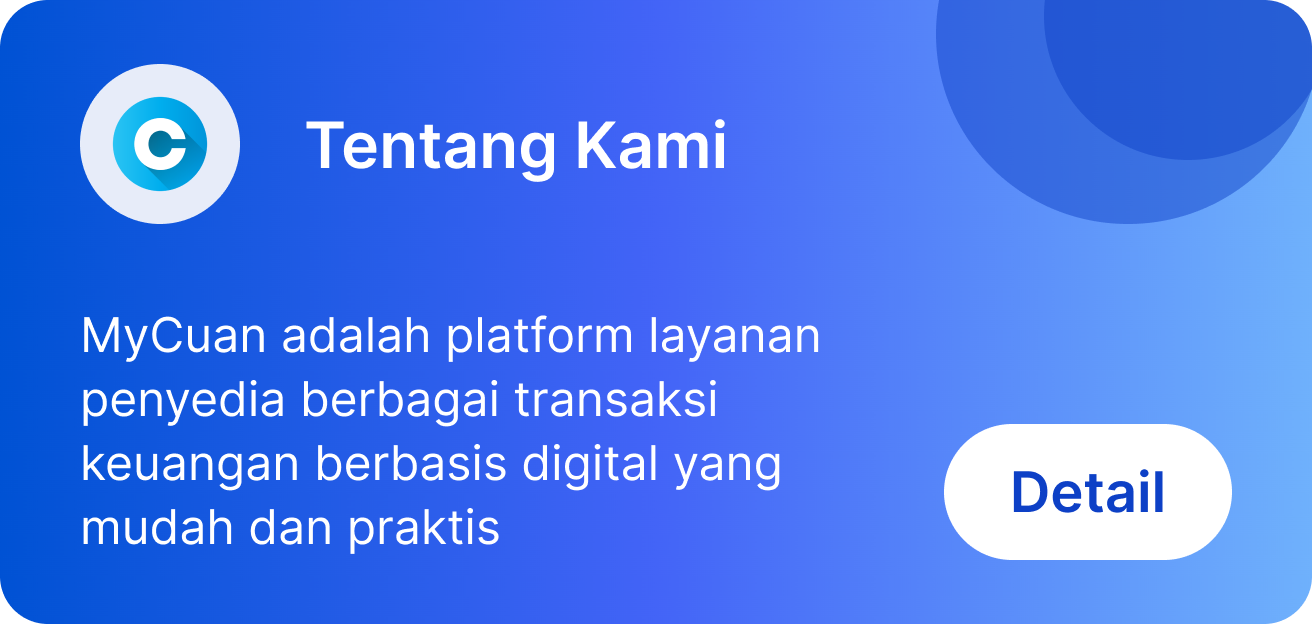 Tentang Kami
MyCuan adalah platform layanan
penyedia berbagai transaksi
keuangan berbasis digital yang
mudah dan praktis
Detail